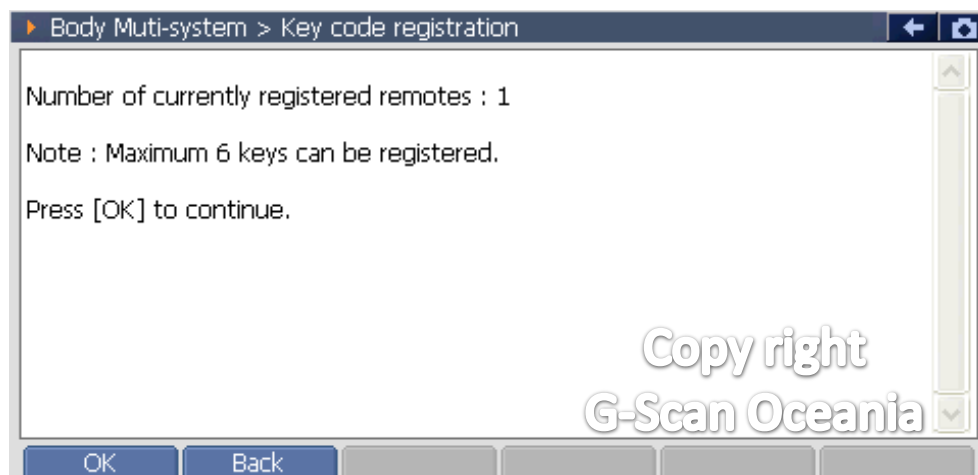 Body Muti-system > Key code registration
Number of currently registered remotes : 1
Note : Maximum 6 keys can be registered.
Press [OK] to continue.
Copy right
G-Scan Oceania
OK Back